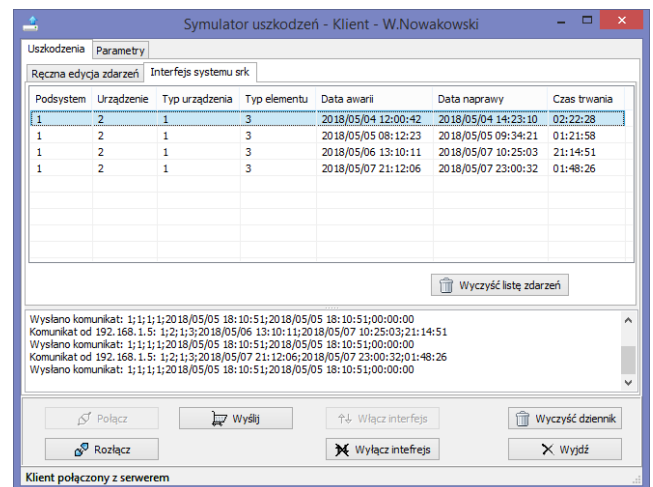 Symulator uszkodzeń - Klient - W.Nowakowski
Uszkodzenia Parametry
Ręczna edycja zdarzeń Interfejs systemu srk
Podsystem Urządzenie Typ urządzenia Typ elementu Data awarii Data naprawy Czas trwania
1 2 1 3 2018/05/04 12:00:42 2018/05/04 14:23:10 02:22:28
1 2 1 3 2018/05/05 08:12:23 2018/05/05 09:34:21 01:21:58
1 2 1 3 2018/05/06 13:10:11 2018/05/07 10:25:03 21:14:51
1 2 1 3 2018/05/07 21:12:06 2018/05/07 23:00:32 01:48:26
Wyczyść listę zdarzeń
Wysłano komunikat: 1;1;1;1;2018/05/05 18:10:51;2018/05/05 18:10:51;00:00:00
Komunikat od 192.168.1.5: 1;2;1;3;2018/05/06 13:10:11;2018/05/07 10:25:03;21:14:51
Wysłano komunikat: 1;1;1;1;2018/05/05 18:10:51;2018/05/05 18:10:51;00:00:00
Komunikat od 192.168.1.5: 1;2;1;3;2018/05/07 21:12:06;2018/05/07 23:00:32;01:48:26
Wysłano komunikat: 1;1;1;1;2018/05/05 18:10:51;2018/05/05 18:10:51;00:00:00
Połącz Wyślij Włącz interfejs Wyczyść dziennik
Rozłącz Wyłącz intefrejs Wyjdź
Klient połączony z serwerem